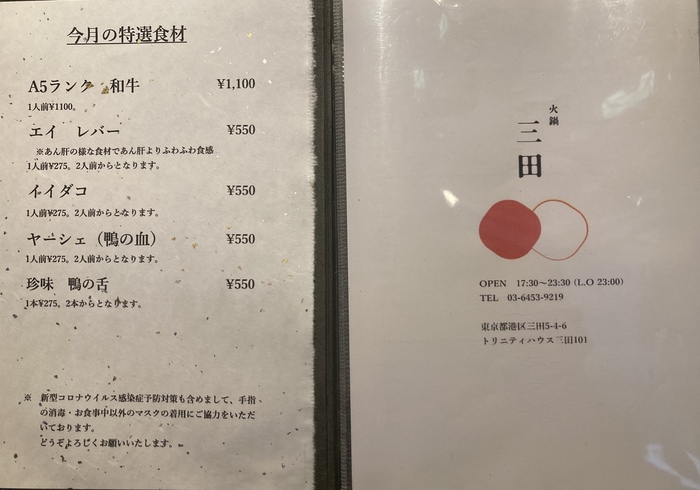 今月の特選食材
A5ランク 和牛 ¥1,100
1人前¥1100。
エイ レバー ¥550
※あん肝の様な食材であん肝よりふわふわ食感
1人前¥275。2人前からとなります。
イイダコ ¥550
1人前¥275。2人前からとなります。
ヤーシェ（鴨の血） ¥550
1人前¥275。2人前からとなります。
珍味 鴨の舌 ¥550
1本¥275。2本からとなります。
※ 新型コロナウイルス感染症予防対策も含めまして、手指
の消毒・お食事中以外のマスクの着用にご協力をいただ
いております。
どうぞよろしくお願いいたします。
火鍋
三田
OPEN 17:30〜23:30 (L.O 23:00)
TEL 03-6453-9219
東京都港区三田5-4-6
トリニティハウス三田101